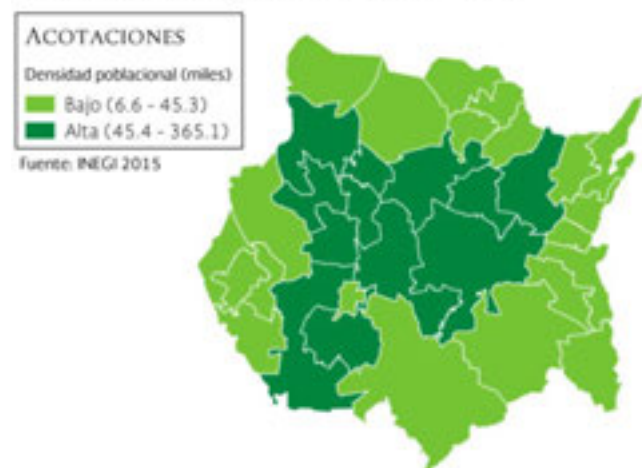 ACOTACIONES
Densidad poblacional (miles)
Bajo (6.6 - 45.3)
Alta (45.4 - 365.1)
Fuente: INEGI 2015